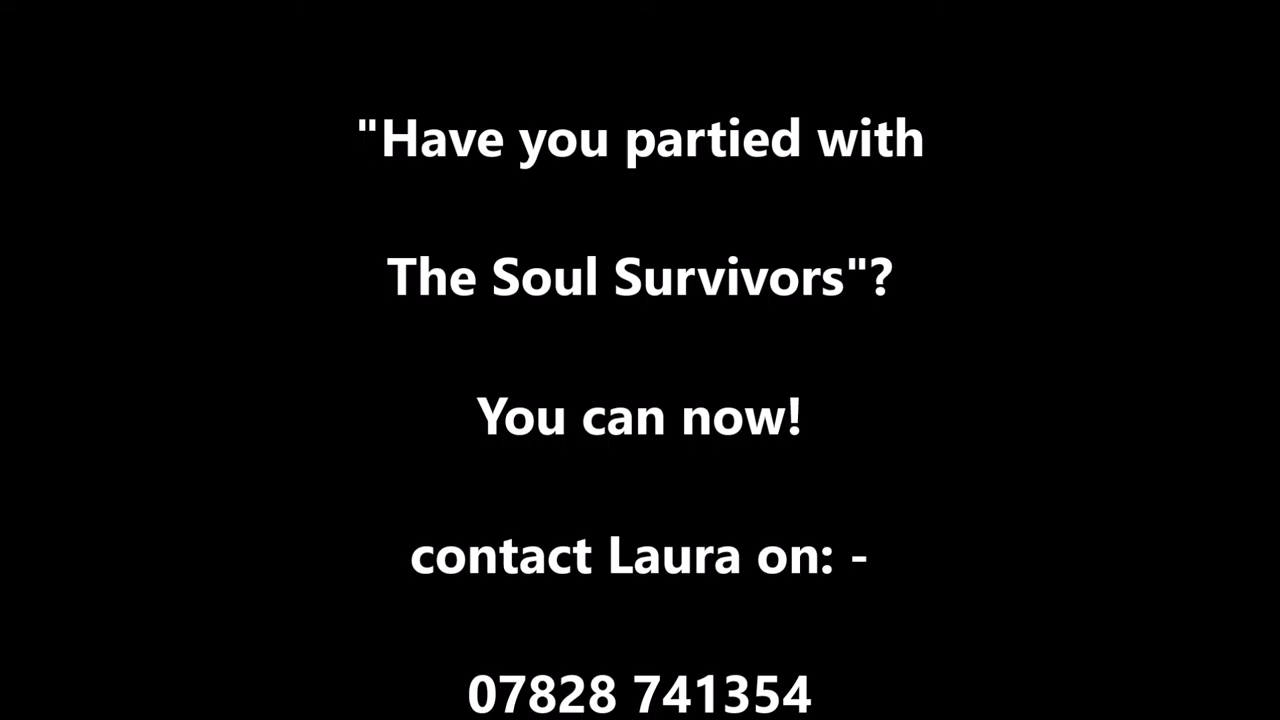 "Have you partied with
The Soul Survivors"?
You can now!
contact Laura on: -
07828 741354